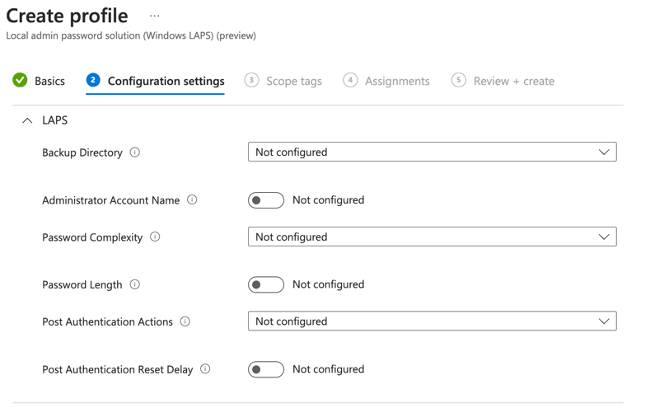 Create profile ...
Local admin password solution (Windows LAPS) (preview)
Basics 2 Configuration settings 3 Scope tags 4 Assignments 5 Review + create
LAPS
Backup Directory Not configured
Administrator Account Name Not configured
Password Complexity Not configured
Password Length Not configured
Post Authentication Actions Not configured
Post Authentication Reset Delay Not configured